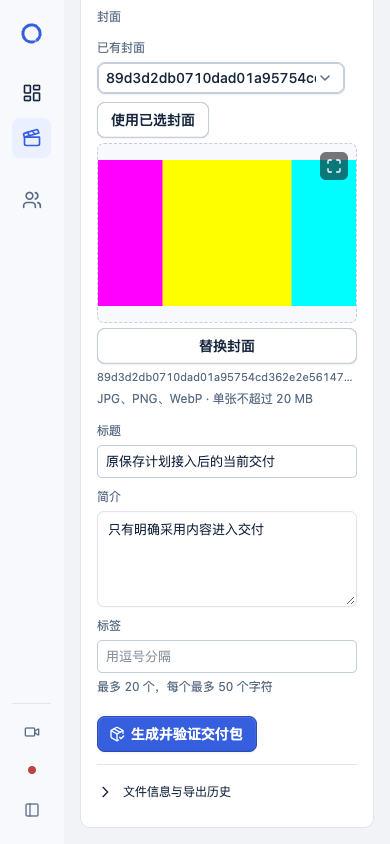 封面
已有封面
89d3d2db0710dad01a95754c
使用已选封面
替换封面
89d3d2db0710dad01a95754cd362e2e56147...
JPG、PNG、WebP · 单张不超过 20 MB
标题
原保存计划接入后的当前交付
简介
只有明确采用内容进入交付
标签
用逗号分隔
最多 20 个，每个最多 50 个字符
生成并验证交付包
文件信息与导出历史